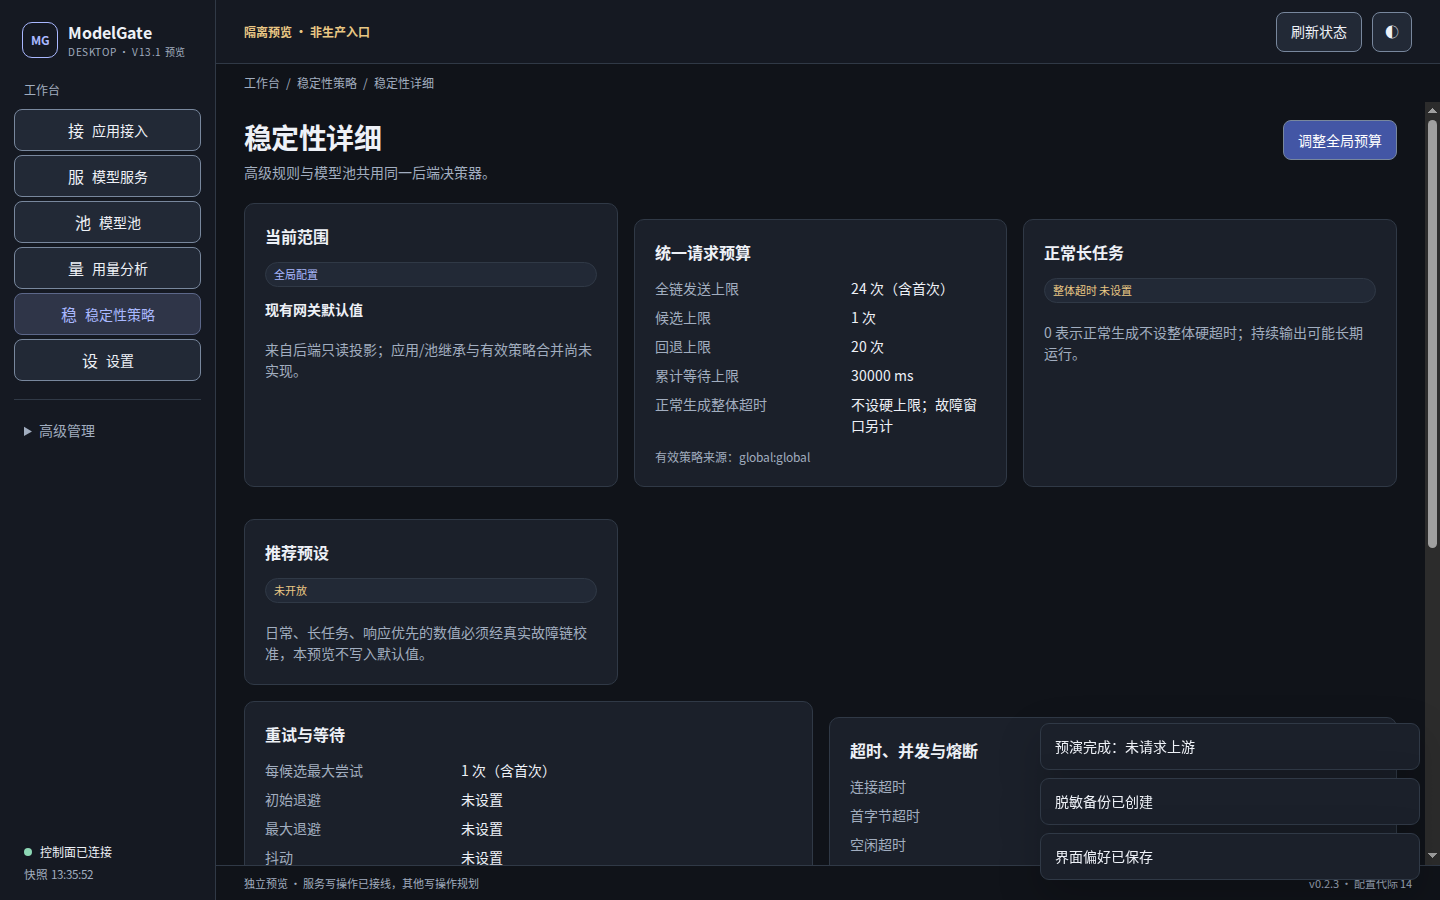 MG
ModelGate
DESKTOP · V13.1 预览
工作台
接 应用接入
服 模型服务
池 模型池
量 用量分析
稳 稳定性策略
设 设置
高级管理
控制面已连接
快照 13:35:52
隔离预览 · 非生产入口
刷新状态
工作台 / 稳定性策略 / 稳定性详细
稳定性详细
高级规则与模型池共用同一后端决策器。
调整全局预算
当前范围
全局配置
现有网关默认值
来自后端只读投影；应用/池继承与有效策略合并尚未
实现。
统一请求预算
全链发送上限 24 次（含首次）
候选上限 1 次
回退上限 20 次
累计等待上限 30000 ms
正常生成整体超时 不设硬上限；故障窗
口另计
有效策略来源：global:global
正常长任务
整体超时 未设置
0 表示正常生成不设整体硬超时；持续输出可能长期
运行。
推荐预设
未开放
日常、长任务、响应优先的数值必须经真实故障链校
准，本预览不写入默认值。
重试与等待
每候选最大尝试 1 次（含首次）
初始退避 未设置
最大退避 未设置
抖动 未设置
超时、并发与熔断
连接超时
首字节超时
空闲超时
预演完成：未请求上游
脱敏备份已创建
界面偏好已保存
独立预览 · 服务写操作已接线，其他写操作规划
v0.2.3 · 配置代际 14